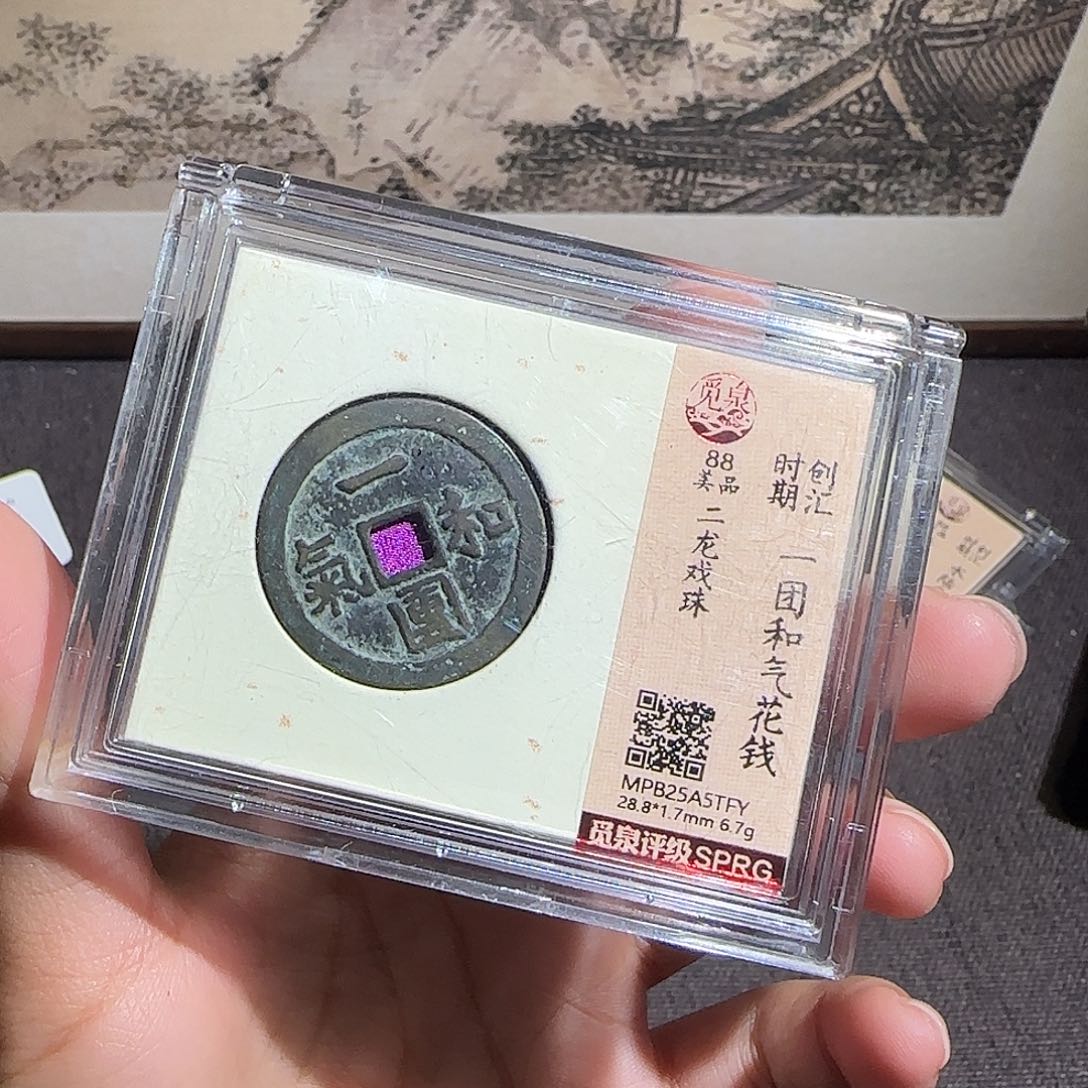 一
和
氣
團
觅泉
88
美品
创汇
时期
一团和气花钱
二龙戏珠
MPB25A5TFY
28.8*1.7mm 6.7g
觅泉评级SPRG